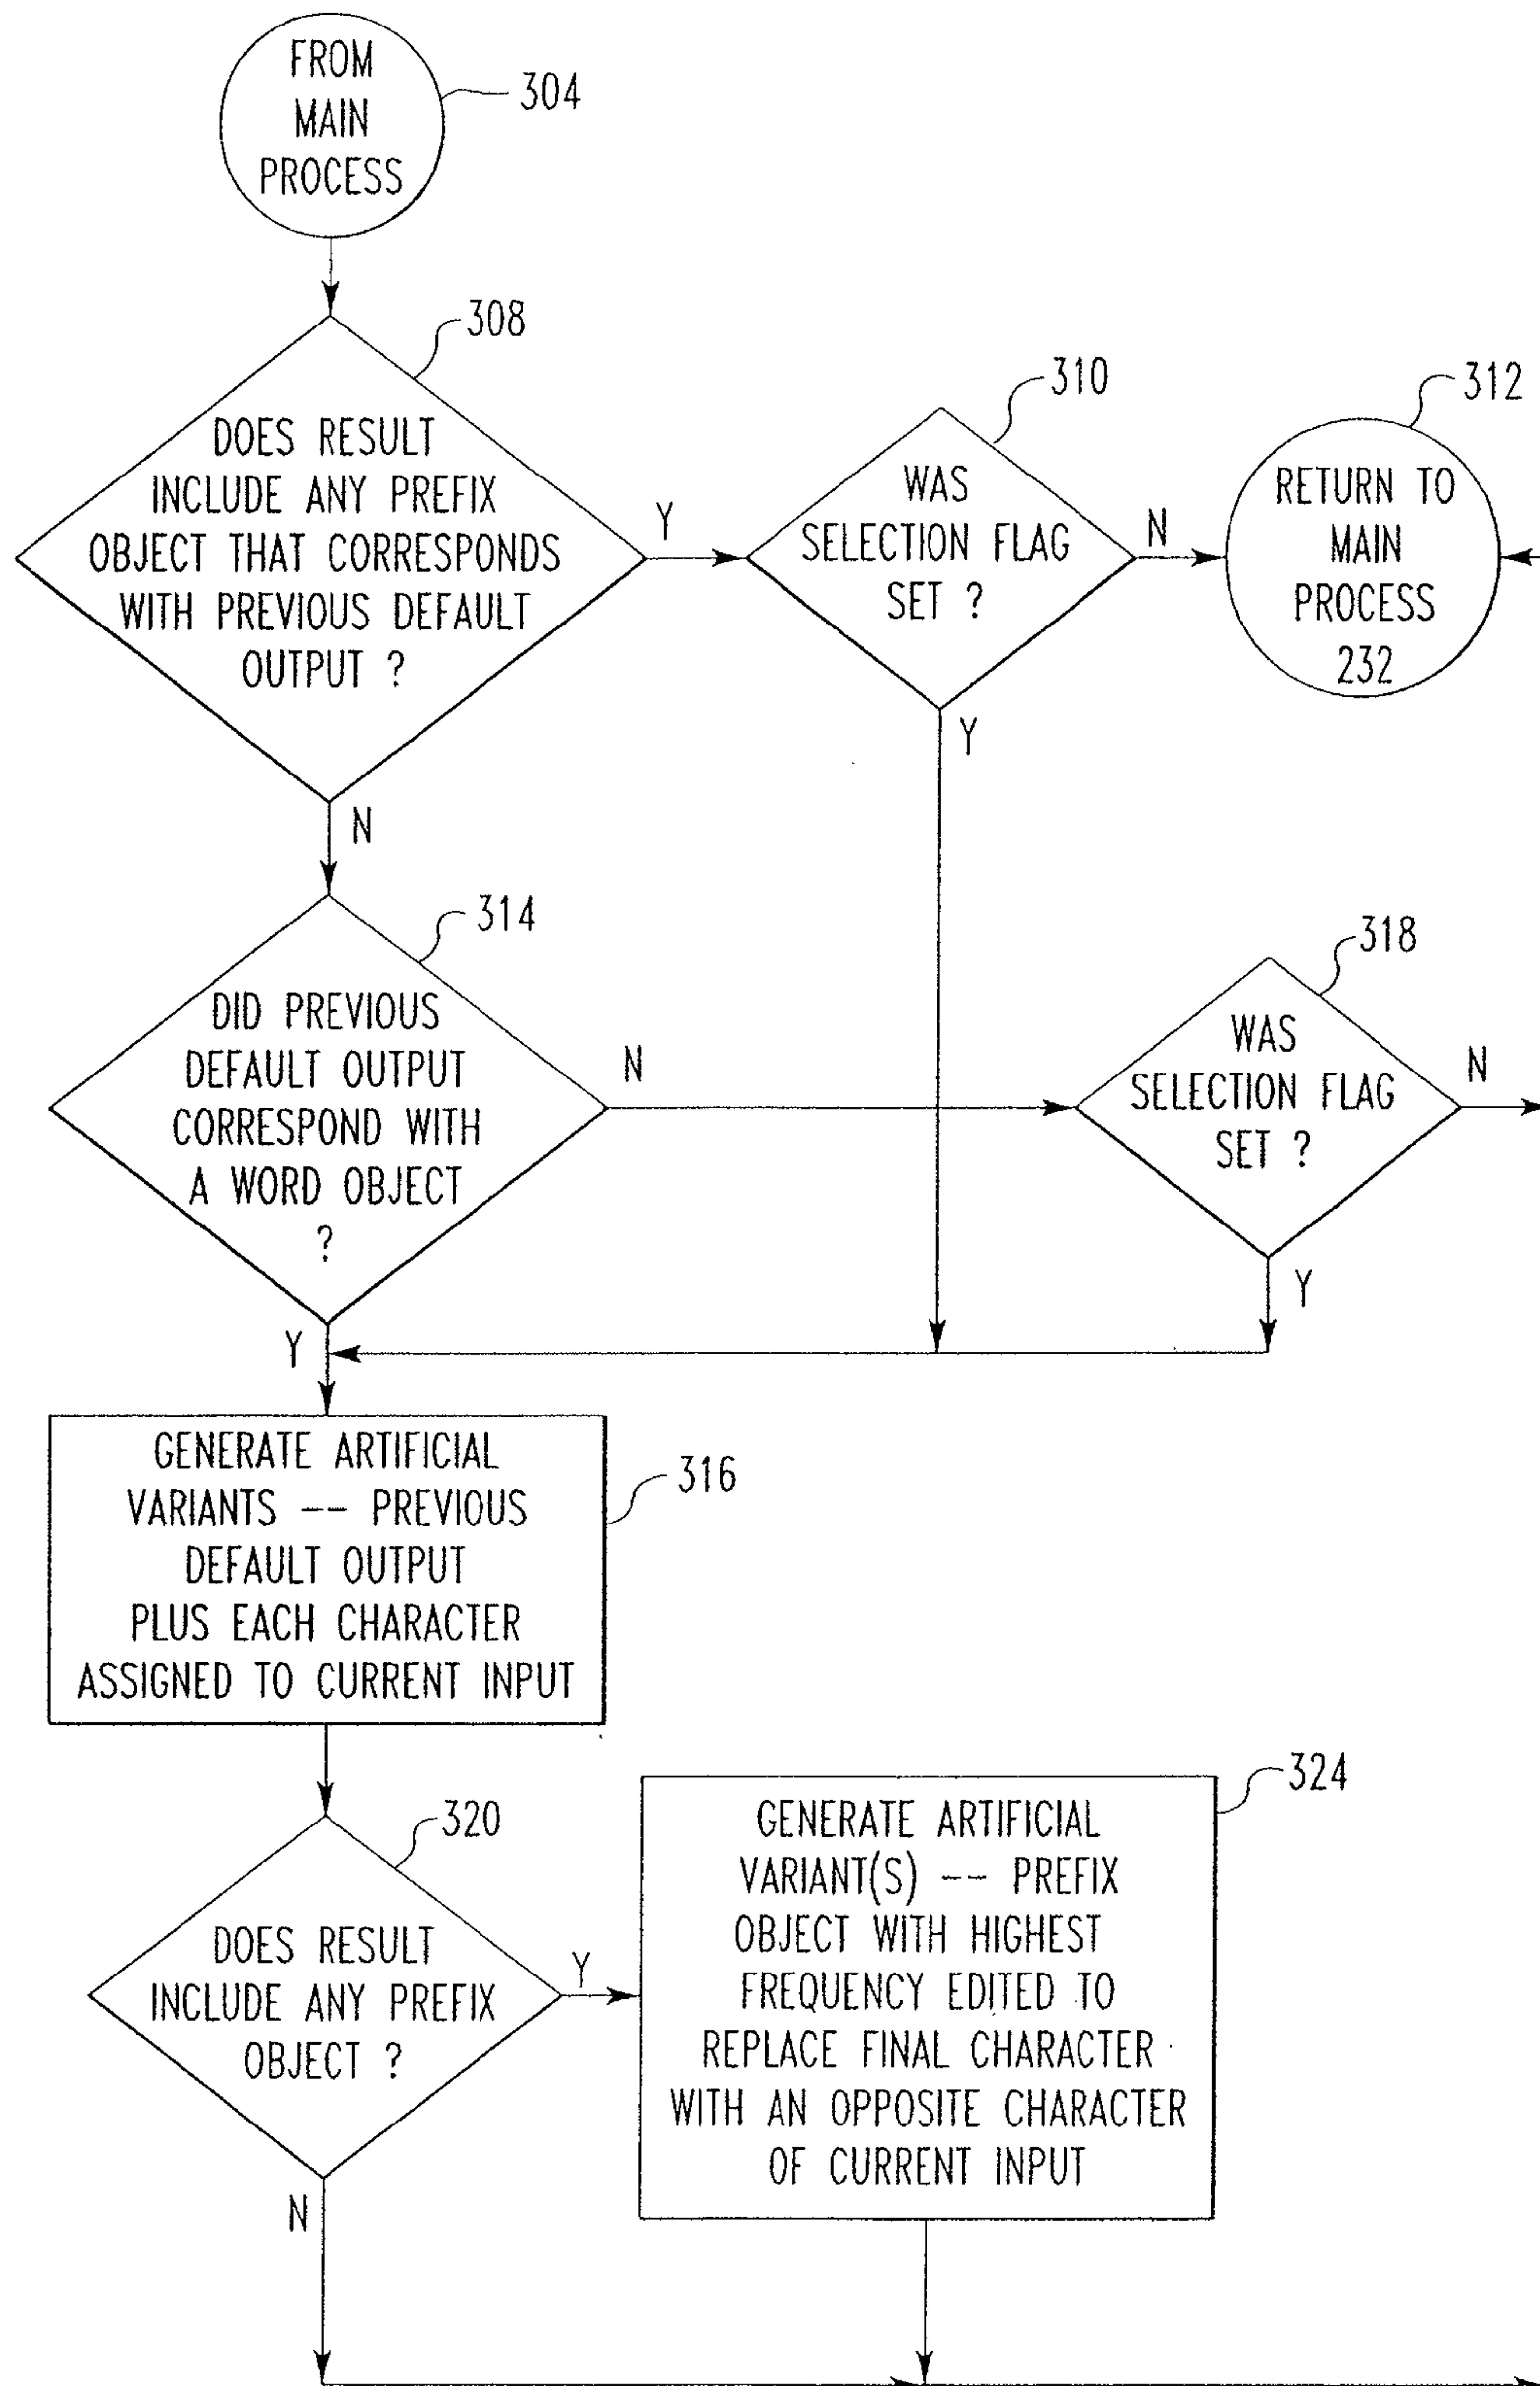 FROM
MAIN
PROCESS
304
308
DOES RESULT
INCLUDE ANY PREFIX
OBJECT THAT CORRESPONDS
WITH PREVIOUS DEFAULT
OUTPUT ?
Y
N
310
WAS
SELECTION FLAG
SET ?
N
Y
312
RETURN TO
MAIN
PROCESS
232
314
DID PREVIOUS
DEFAULT OUTPUT
CORRESPOND WITH
A WORD OBJECT
?
N
Y
318
WAS
SELECTION FLAG
SET ?
N
Y
GENERATE ARTIFICIAL
VARIANTS -- PREVIOUS
DEFAULT OUTPUT
PLUS EACH CHARACTER
ASSIGNED TO CURRENT INPUT
316
320
DOES RESULT
INCLUDE ANY PREFIX
OBJECT ?
Y
N
324
GENERATE ARTIFICIAL
VARIANT(S) -- PREFIX
OBJECT WITH HIGHEST
FREQUENCY EDITED TO
REPLACE FINAL CHARACTER
WITH AN OPPOSITE CHARACTER
OF CURRENT INPUT